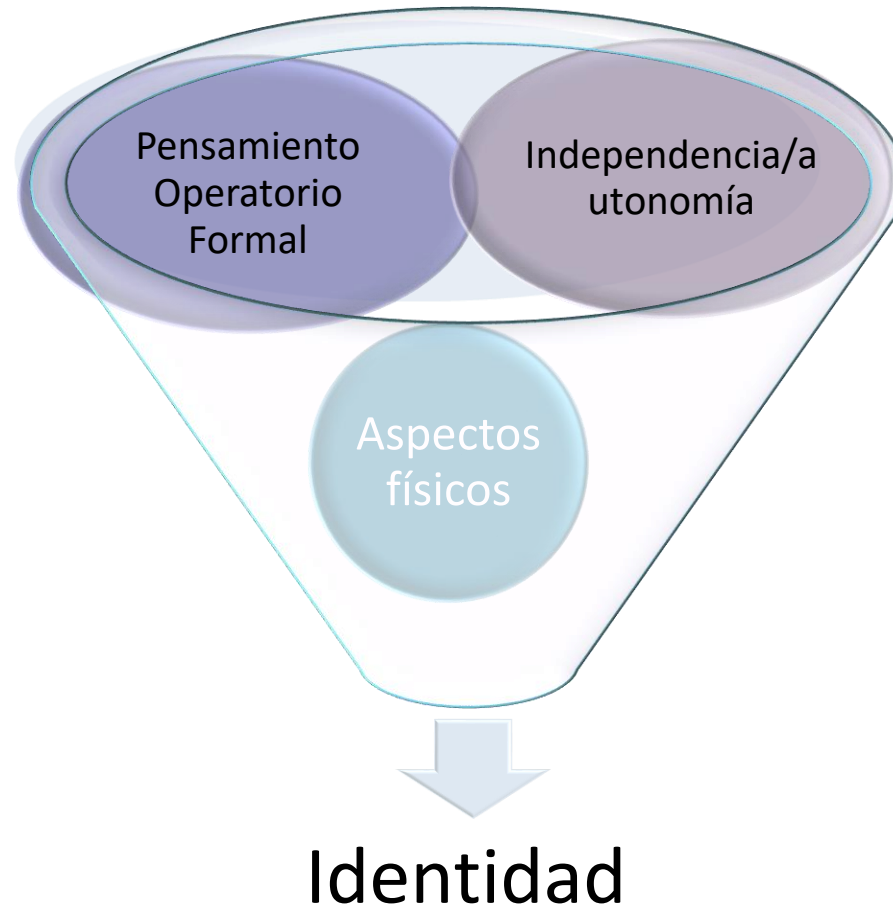 Pensamiento
Operatorio
Formal
Independencia/a
utonomía
Aspectos
físicos
Identidad